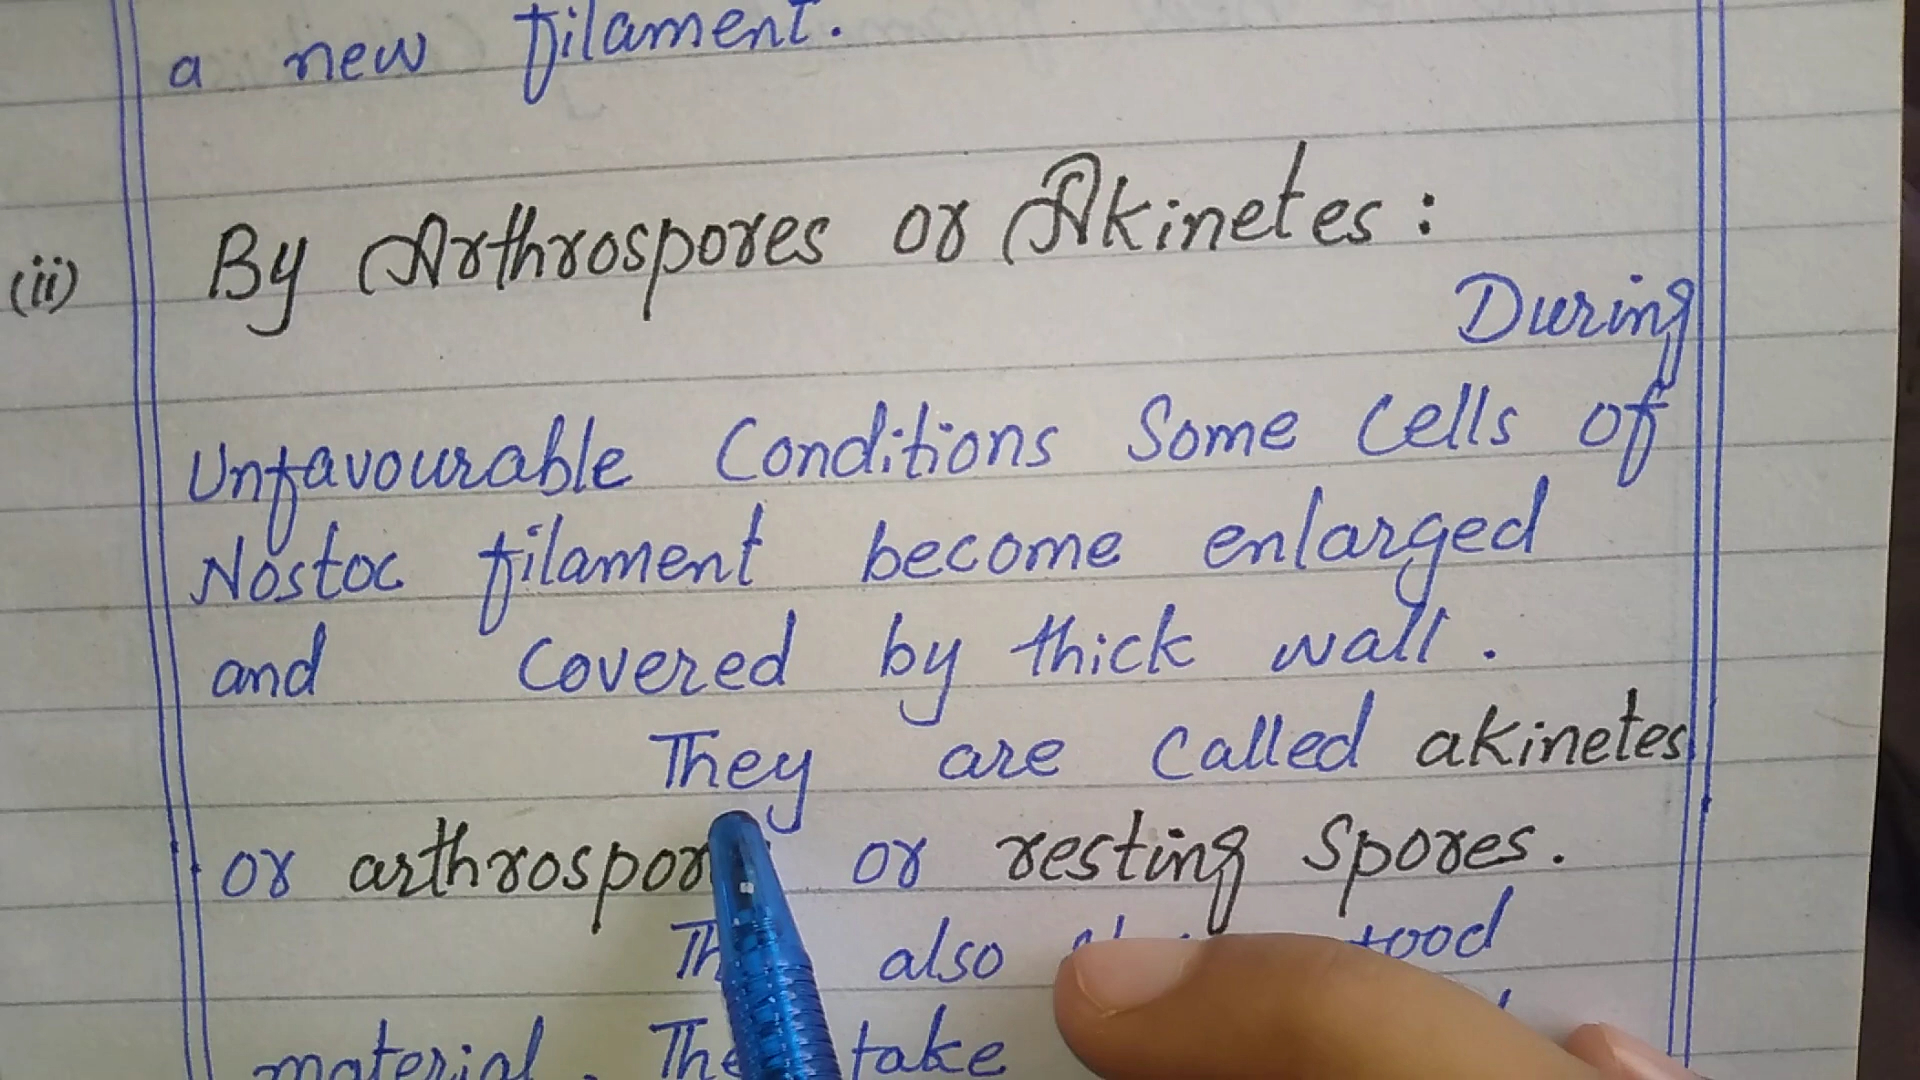 a new filament.
(ii) By Arthrospores or Akinetes:
During
Unfavourable Conditions Some Cells of
Nostoc filament become enlarged
and Covered by thick wall.
They are called akinetes
or or resting Spores.
also food
material. take